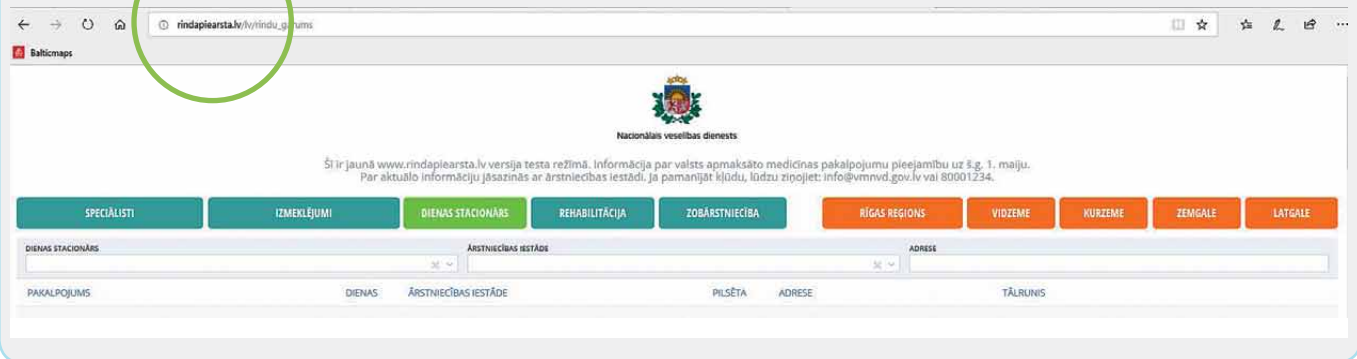 rindapiearsta.lv/lv/rindu_garums
Balticmaps
Nacionālais veselības dienests
Šī ir jaunā www.rindapiearsta.lv versija testa režīmā. Informācija par valsts apmaksāto medicīnas pakalpojumu pieejamību uz š.g. 1. maiju.
Par aktuālo informāciju jāsazinās ar ārstniecības iestādi. Ja pamanījāt kļūdu, lūdzu ziņojiet: info@vmnvd.gov.lv vai 80001234.
SPECIĀLISTI IZMEKLĒJUMI DIENAS STACIONĀRS REHABILITĀCIJA ZOBĀRSTNIECĪBA RĪGAS REGIONS VIDZEME KURZEME ZEMGALE LATGALE
DIENAS STACIONĀRS ĀRSTNIECĪBAS IESTĀDE ADRESE
PAKALPOJUMS DIENAS ĀRSTNIECĪBAS IESTĀDE PILSĒTA ADRESE TĀLRUNIS